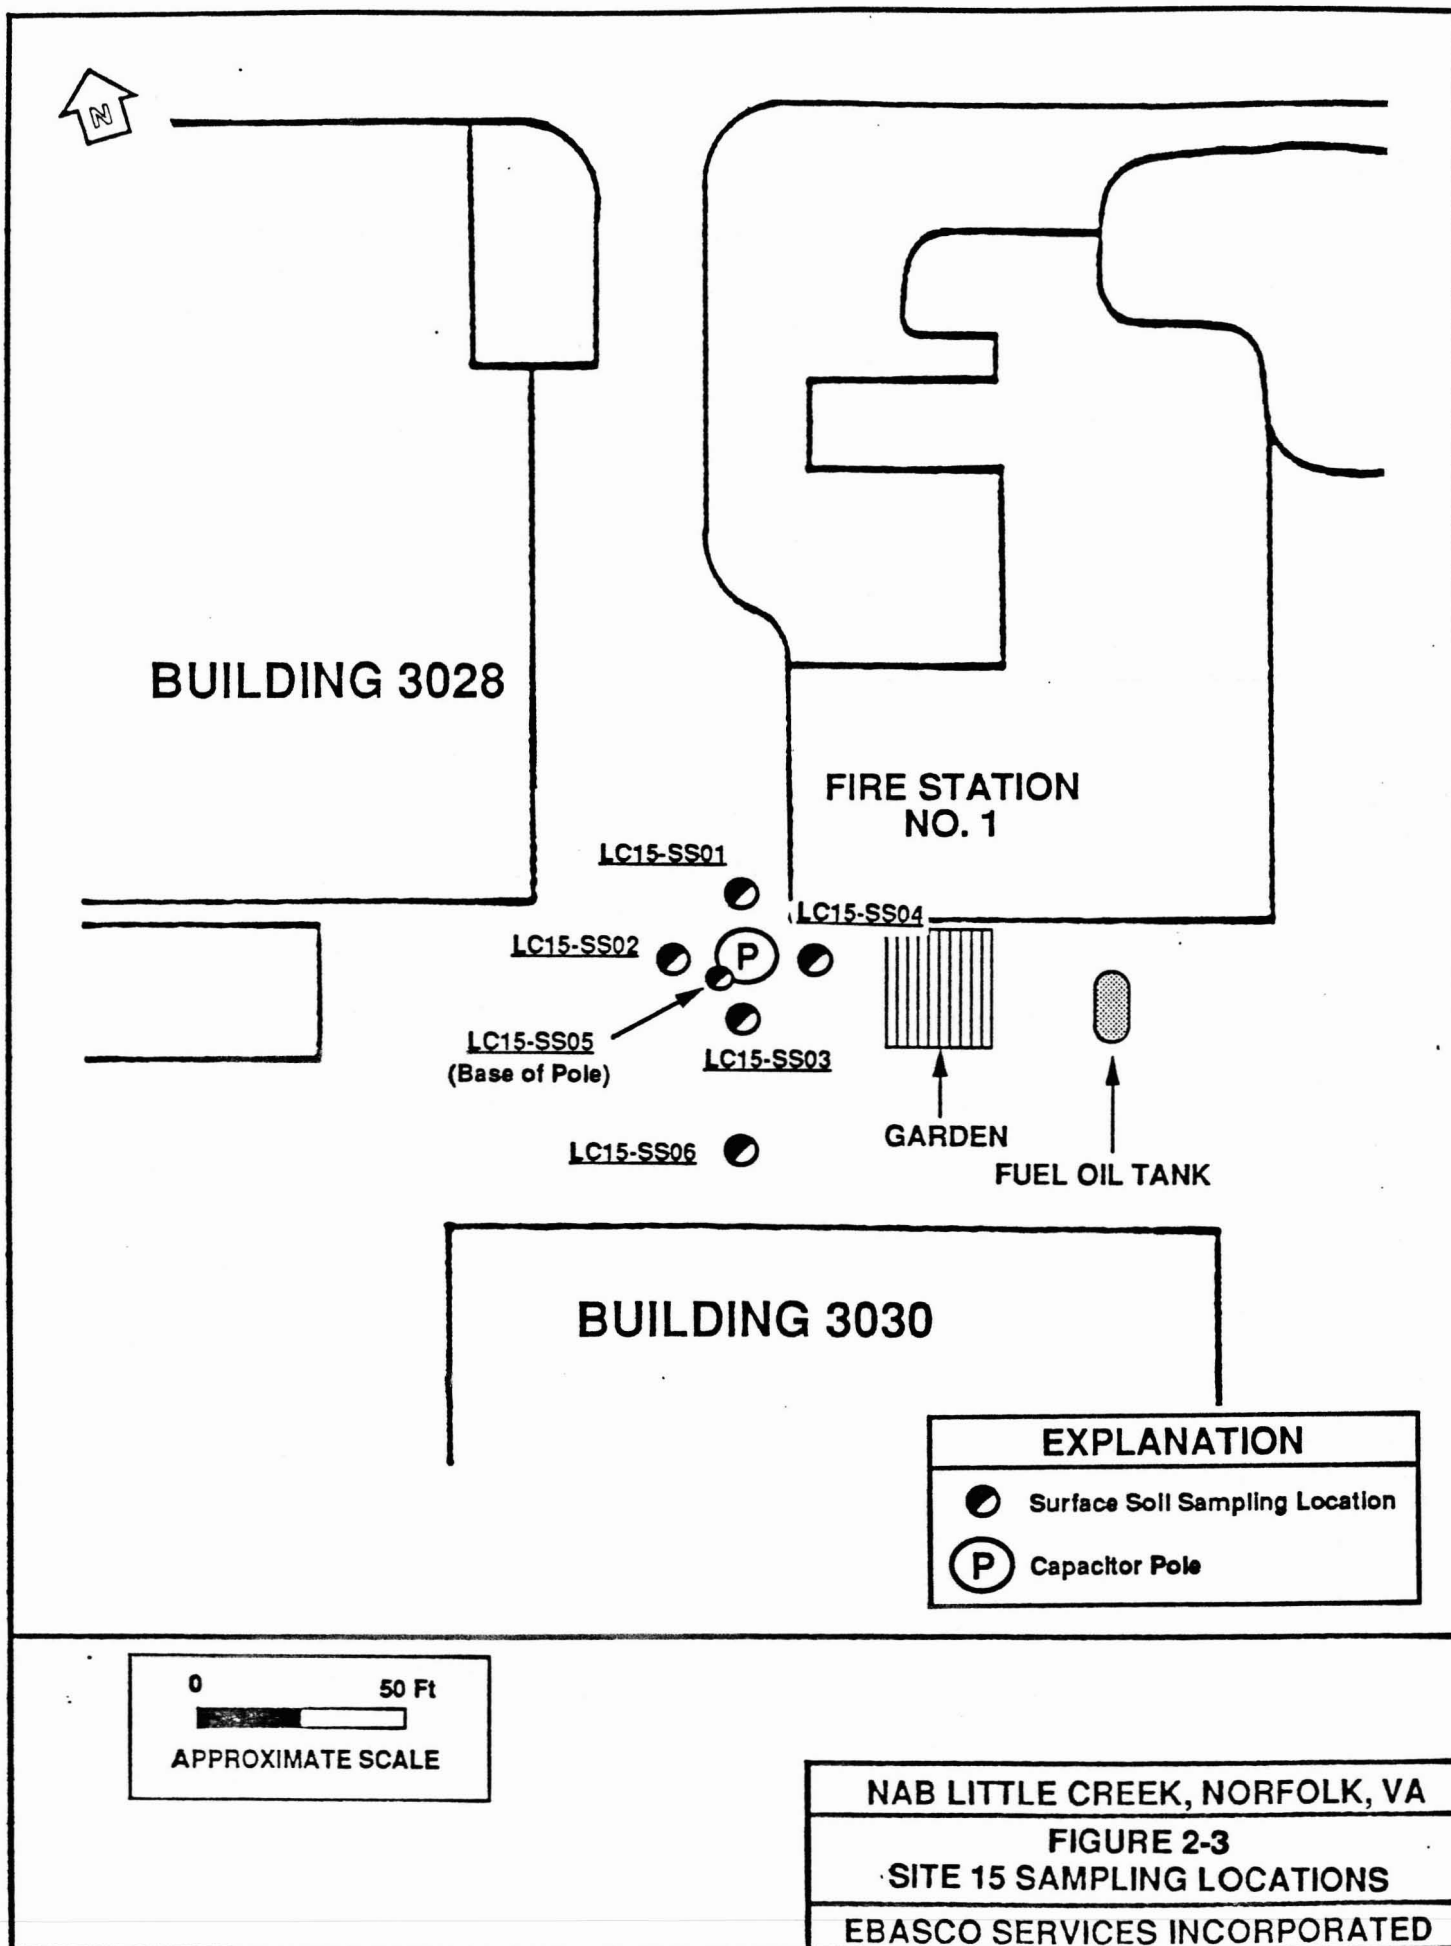 N
BUILDING 3028
FIRE STATION
NO. 1
LC15-SS01
LC15-SS04
LC15-SS02
P
LC15-SS05
(Base of Pole)
LC15-SS03
GARDEN
LC15-SS06
FUEL OIL TANK
BUILDING 3030
EXPLANATION
Surface Soil Sampling Location
P Capacitor Pole
0 50 Ft
APPROXIMATE SCALE
NAB LITTLE CREEK, NORFOLK, VA
FIGURE 2-3
SITE 15 SAMPLING LOCATIONS
EBASCO SERVICES INCORPORATED